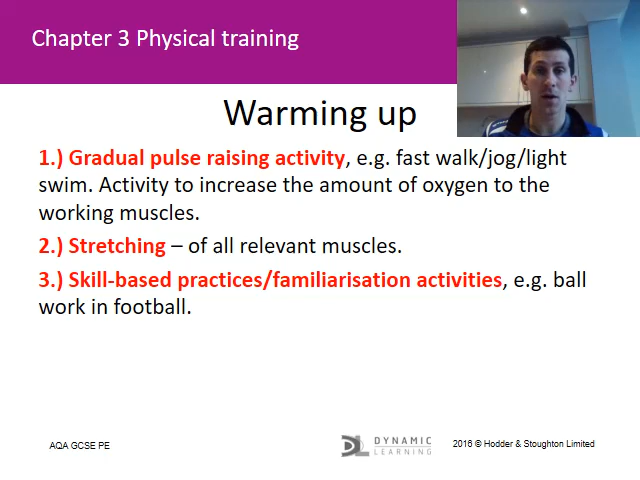 Chapter 3 Physical training
Warming up
1.) Gradual pulse raising activity, e.g. fast walk/jog/light
swim. Activity to increase the amount of oxygen to the
working muscles.
2.) Stretching – of all relevant muscles.
3.) Skill-based practices/familiarisation activities, e.g. ball
work in football.
AQA GCSE PE
DL DYNAMIC
LEARNING
2016 © Hodder & Stoughton Limited